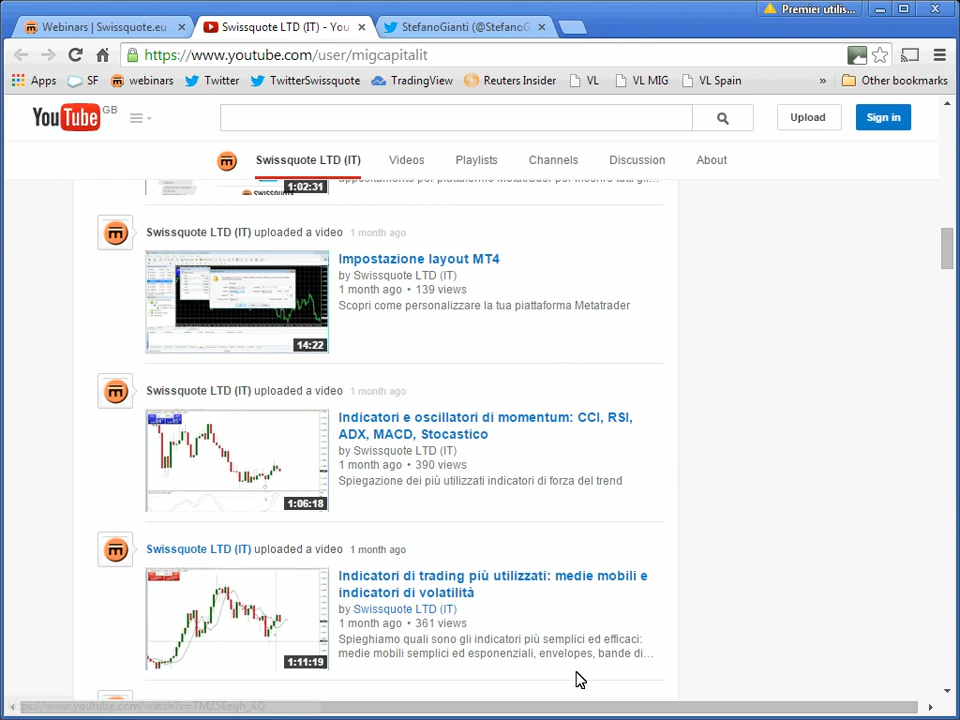 Premier utilis...
Webinars | Swissquote.eu
Swissquote LTD (IT) - You
StefanoGianti (@StefanoG
https://www.youtube.com/user/migcapitalit
Apps
SF
webinars
Twitter
TwitterSwissquote
TradingView
Reuters Insider
VL
VL MIG
VL Spain
»
Other bookmarks
YouTube GB
Upload
Sign in
Swissquote LTD (IT)
Videos
Playlists
Channels
Discussion
About
1:02:31
Swissquote LTD (IT) uploaded a video 1 month ago
Impostazione layout MT4
by Swissquote LTD (IT)
1 month ago • 139 views
Scopri come personalizzare la tua piattaforma Metatrader
14:22
Swissquote LTD (IT) uploaded a video 1 month ago
Indicatori e oscillatori di momentum: CCI, RSI,
ADX, MACD, Stocastico
by Swissquote LTD (IT)
1 month ago • 390 views
Spiegazione dei più utilizzati indicatori di forza del trend
1:06:18
Swissquote LTD (IT) uploaded a video 1 month ago
Indicatori di trading più utilizzati: medie mobili e
indicatori di volatilità
by Swissquote LTD (IT)
1 month ago • 361 views
Spieghiamo quali sono gli indicatori più semplici ed efficaci:
medie mobili semplici ed esponenziali, envelopes, bande di...
1:11:19